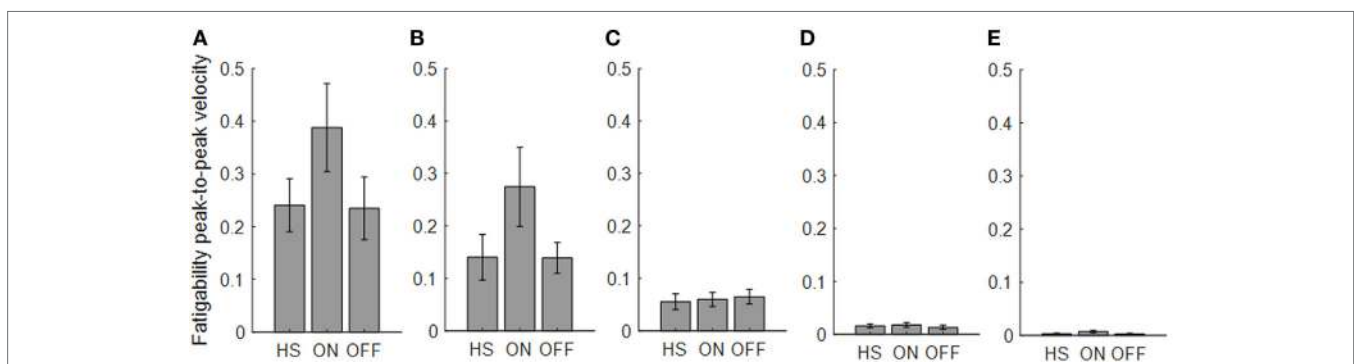 A B C D E
Fatigability peak-to-peak velocity
0.5 0.5 0.5 0.5 0.5
0.4 0.4 0.4 0.4 0.4
0.3 0.3 0.3 0.3 0.3
0.2 0.2 0.2 0.2 0.2
0.1 0.1 0.1 0.1 0.1
0 0 0 0 0
HS ON OFF HS ON OFF HS ON OFF HS ON OFF HS ON OFF